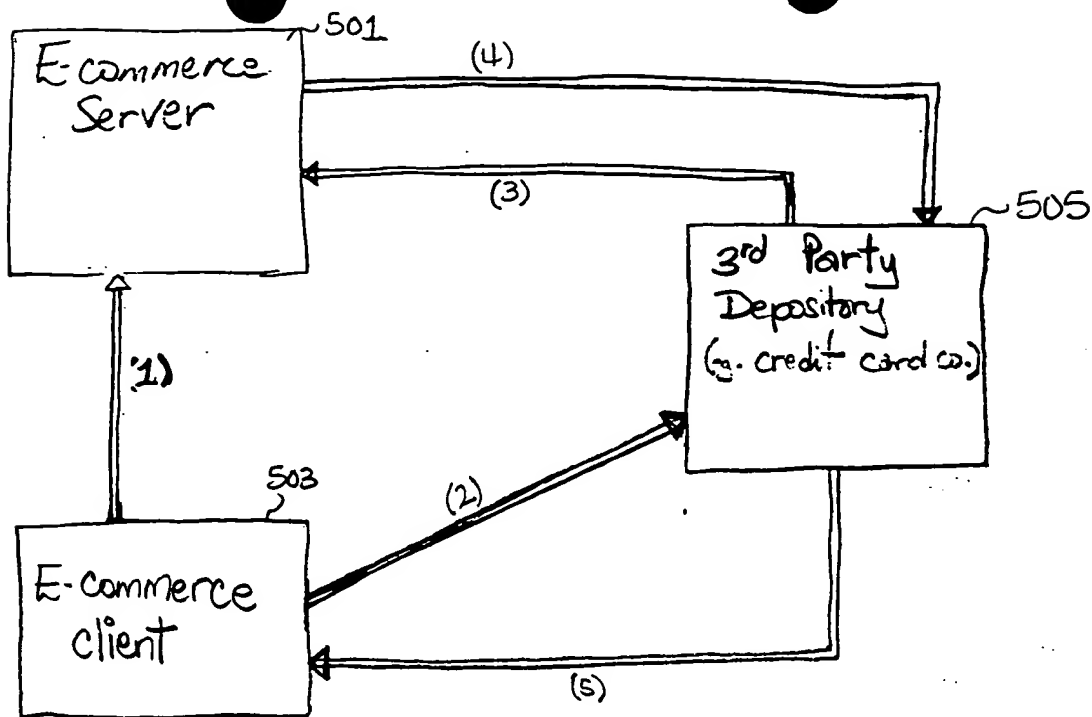 501
E-commerce
Server
(4)
(3)
505
3rd Party
Depository
(e.g. credit card co.)
(1)
503
(2)
E-commerce
client
(5)